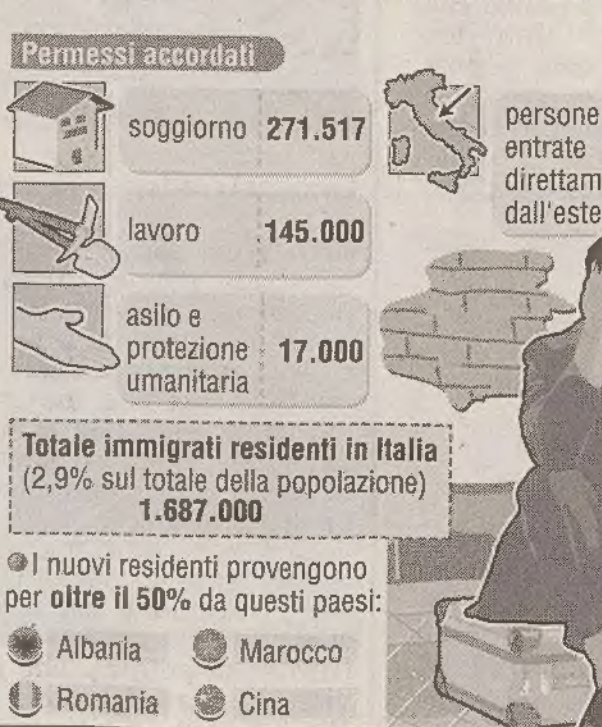 Permessi accordati
soggiorno 271.517
lavoro 145.000
asilo e
protezione 17.000
umanitaria
persone
entrate
Totale immigrati residenti in Italia
(2,9% sul totale della popolazione)
1.687.000
I nuovi residenti provengono
per oltre il 50% da questi paesi:
Albania Marocco
Romania Cina